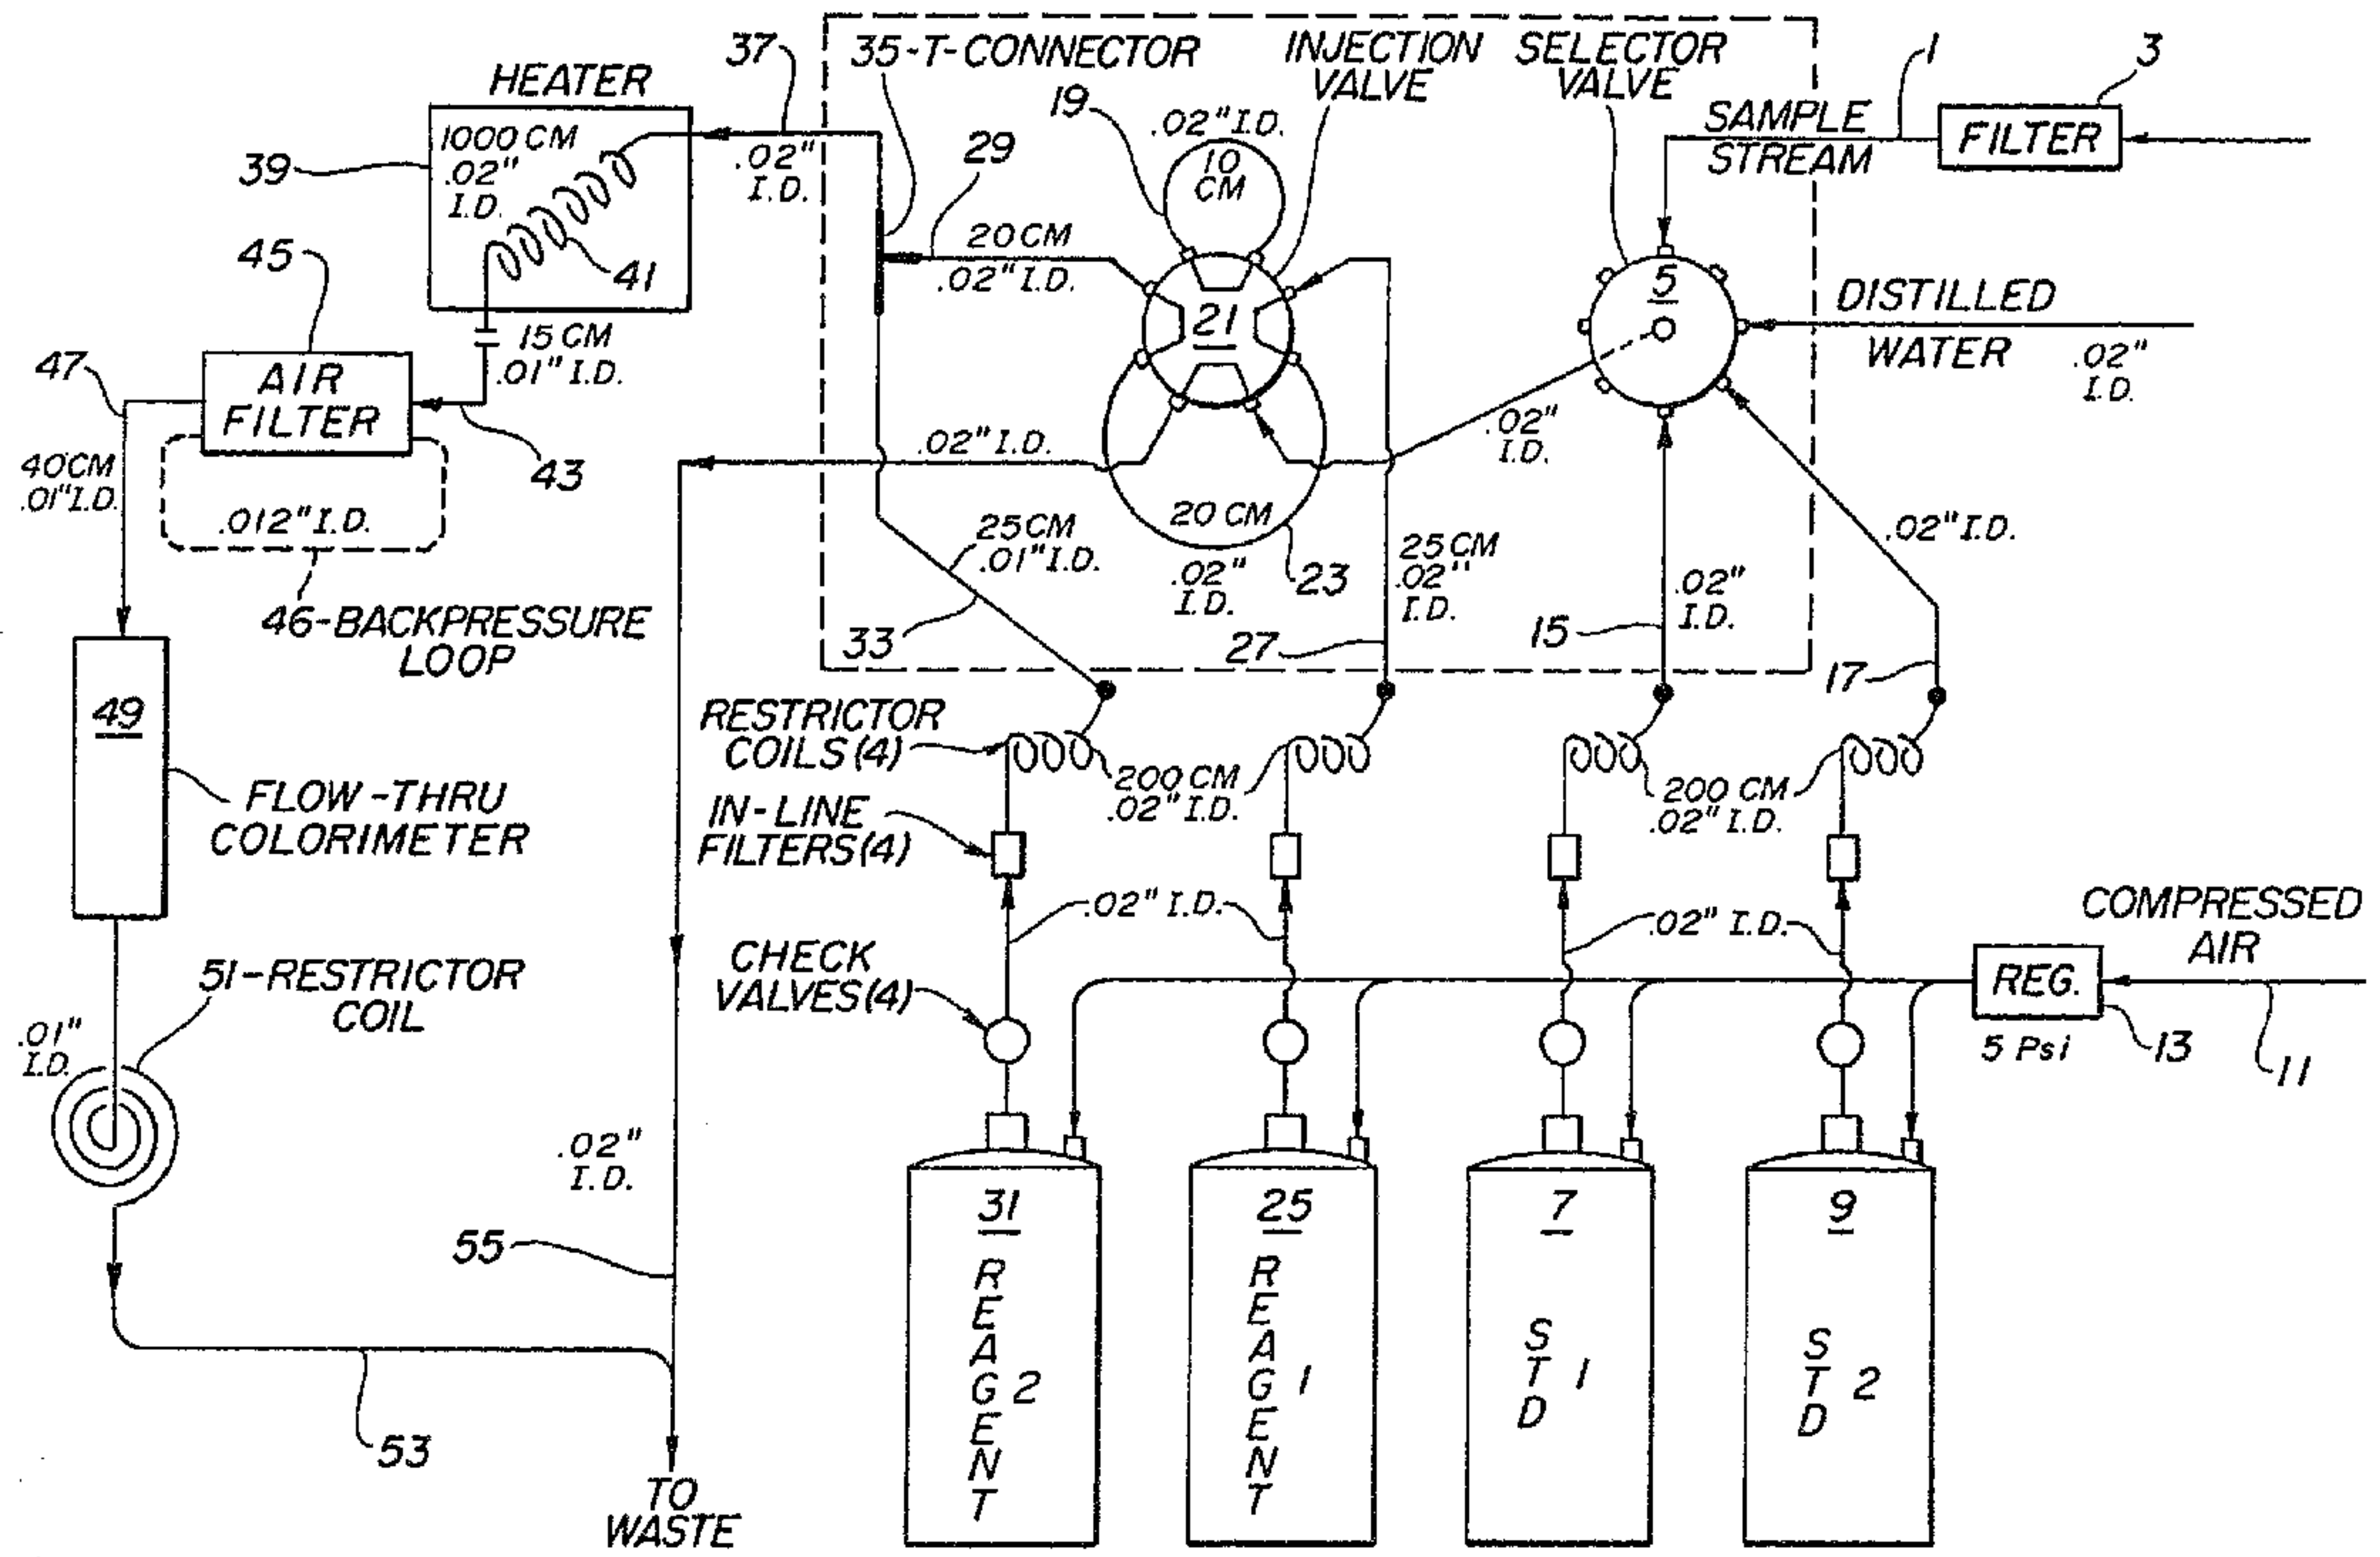 37
35-T-CONNECTOR
INJECTION
VALVE
SELECTOR
VALVE
1
3
HEATER
19
.02" I.D.
SAMPLE
STREAM
FILTER
1000 CM
.02"
I.D.
39
.02"
I.D.
29
10
CM
20 CM
.02" I.D.
45
41
21
5
DISTILLED
WATER
.02"
I.D.
15 CM
.01" I.D.
47
AIR
FILTER
43
.02" I.D.
.02"
I.D.
40CM
.01" I.D.
.012" I.D.
20 CM
.02"
I.D.
23
25CM
.01" I.D.
25 CM
.02"
I.D.
.02" I.D.
.02"
I.D.
46-BACKPRESSURE
LOOP
33
27
15
17
49
RESTRICTOR
COILS (4)
200 CM
.02" I.D.
200 CM
.02" I.D.
FLOW-THRU
COLORIMETER
IN-LINE
FILTERS (4)
.02" I.D.
.02" I.D.
COMPRESSED
AIR
CHECK
VALVES (4)
REG.
5 Psi
13
11
51-RESTRICTOR
COIL
.01"
I.D.
.02"
I.D.
55
31
REAGENT 2
25
REAGENT 1
7
STD 1
9
STD 2
53
TO
WASTE